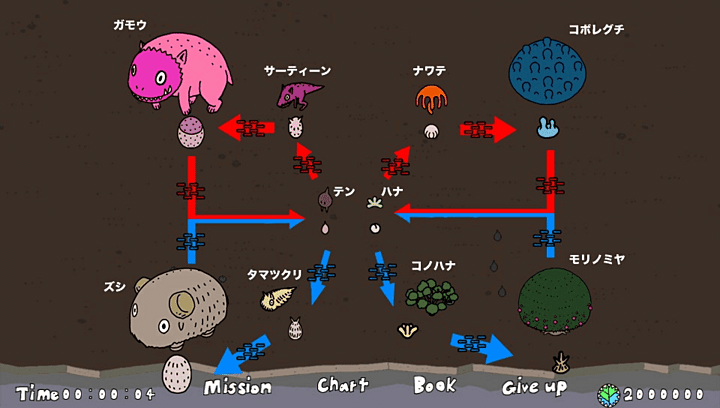 ガモウ
コボレグチ
サーティーン
ナワテ
テン
ハナ
ズシ
タマツクリ
コノハナ
モリノミヤ
Time00:00:04
Mission
Chart
Book
Give up
2000000